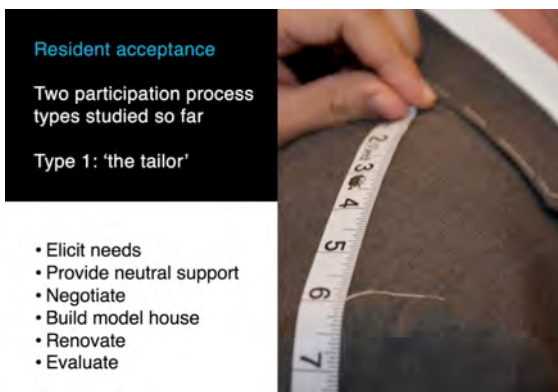 Resident acceptance
Two participation process
types studied so far
Type 1: ‘the tailor’
• Elicit needs
• Provide neutral support
• Negotiate
• Build model house
• Renovate
• Evaluate
2
3
4
5
6
7